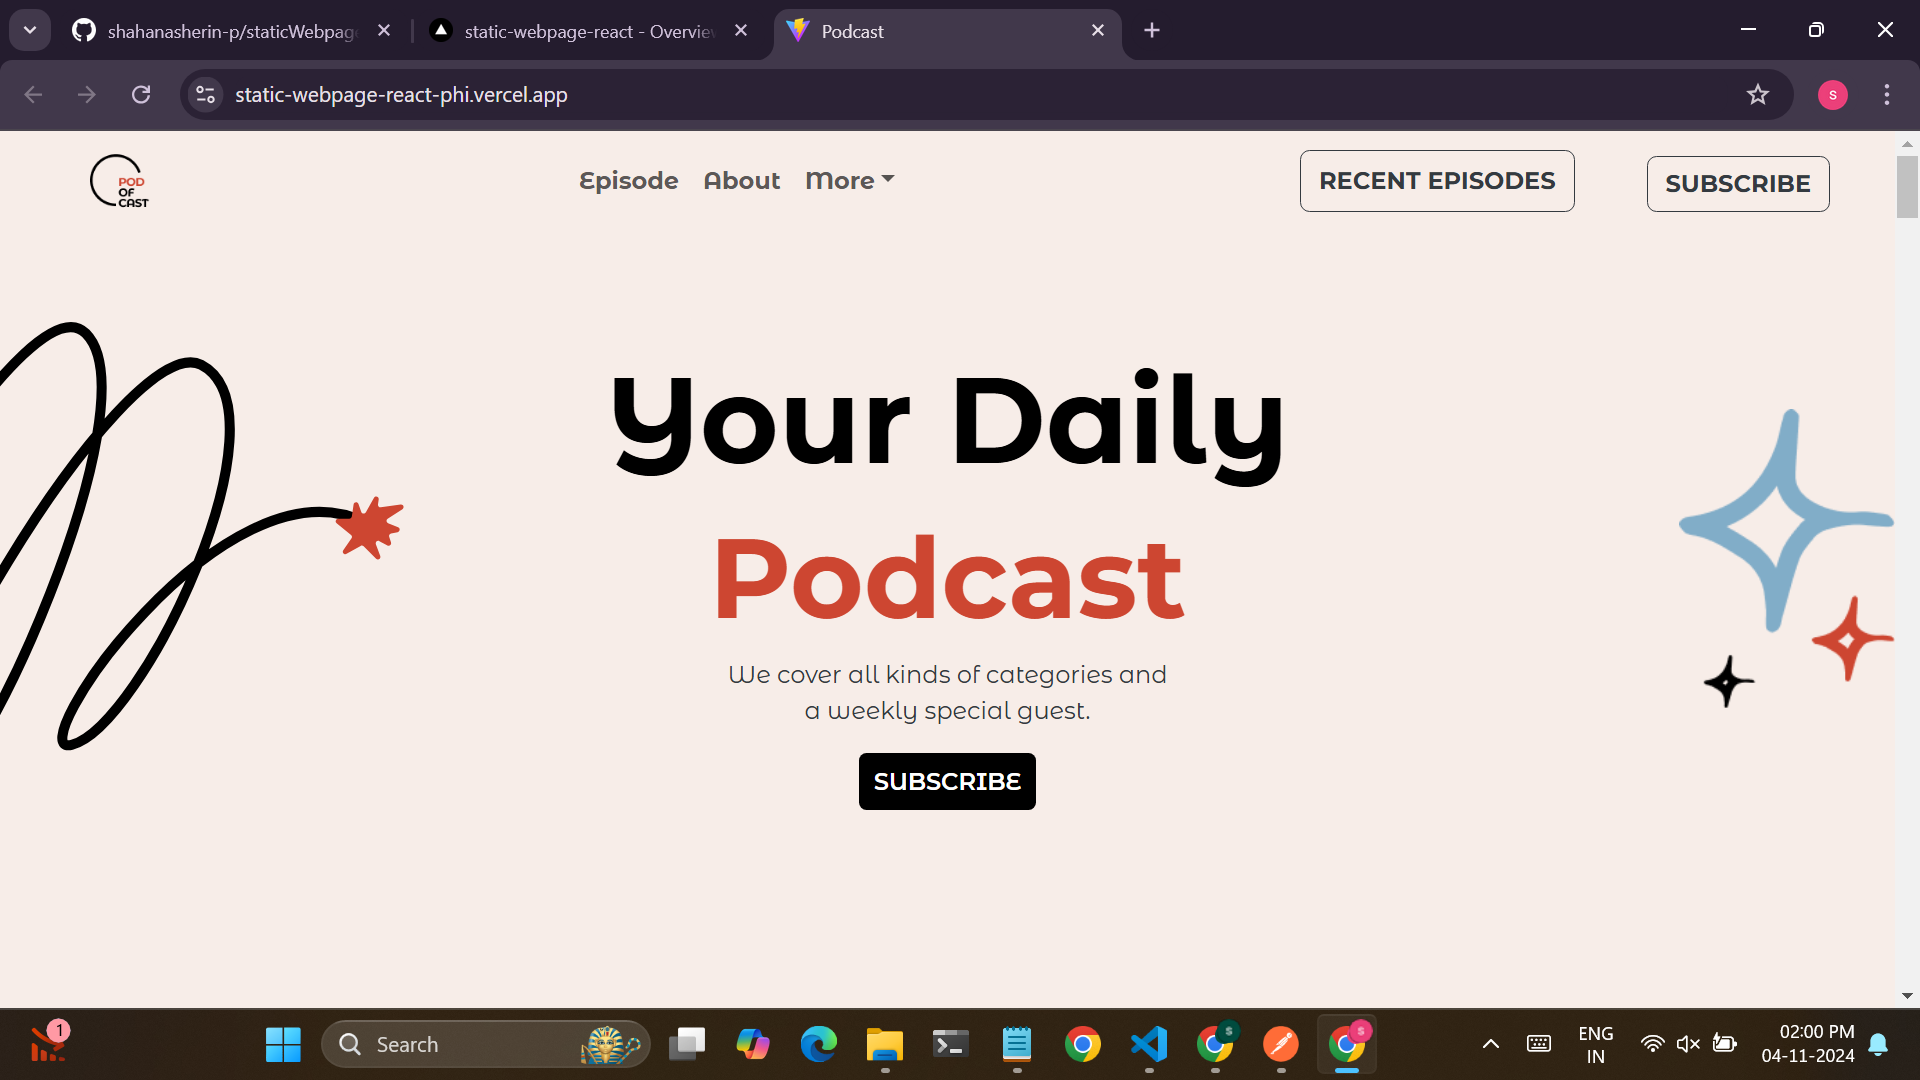 shahanasherin-p/staticWebpage
static-webpage-react - Overview
Podcast
static-webpage-react-phi.vercel.app
s
POD
OF
CAST
Episode
About
More
RECENT EPISODES
SUBSCRIBE
Your Daily
Podcast
We cover all kinds of categories and
a weekly special guest.
SUBSCRIBE
1
Search
S
S
ENG
IN
02:00 PM
04-11-2024